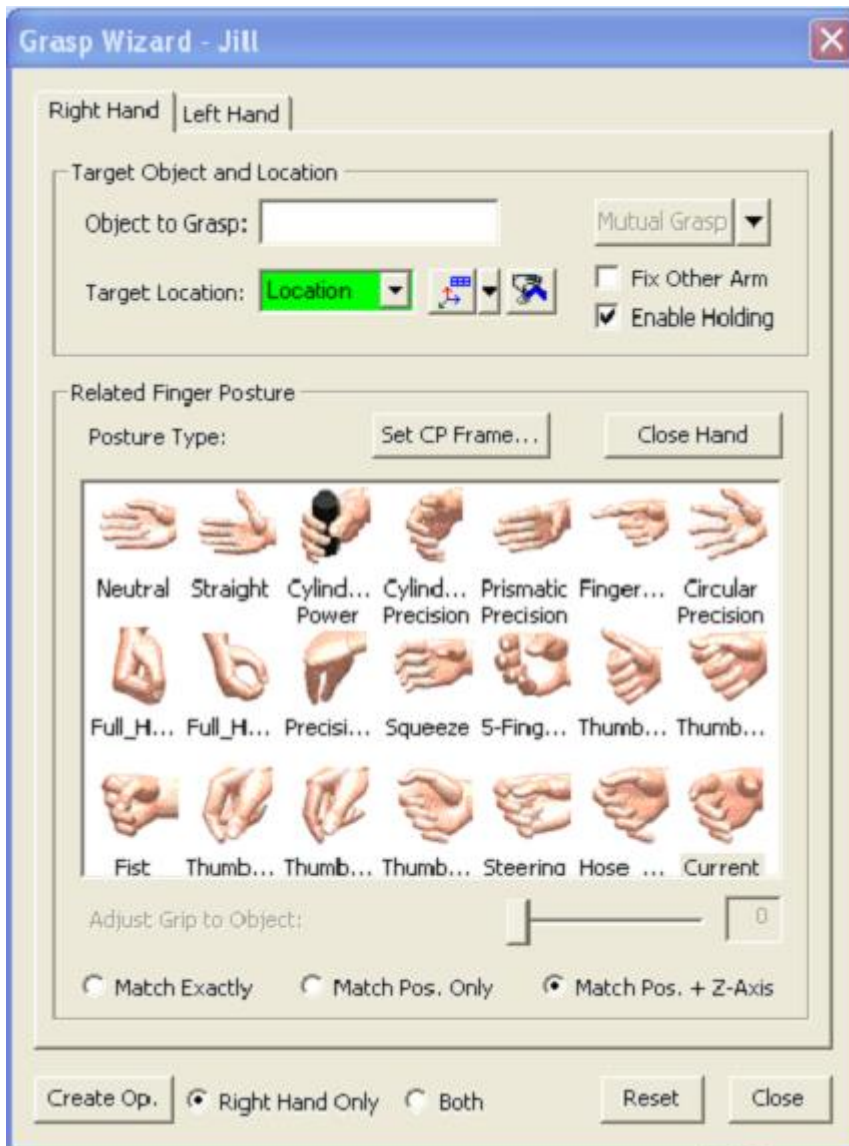 Grasp Wizard - Jill
Right Hand
Left Hand
Target Object and Location
Object to Grasp:
Mutual Grasp
Target Location:
Location
Fix Other Arm
Enable Holding
Related Finger Posture
Posture Type:
Set CP Frame...
Close Hand
Neutral Straight Cylind... Cylind... Prismatic Finger... Circular
Power Precision Precision Precision
Full_H... Full_H... Precisi... Squeeze 5-Fing... Thumb... Thumb...
Fist Thumb... Thumb... Thumb... Steering Hose_... Current
Adjust Grip to Object:
0
Match Exactly
Match Pos. Only
Match Pos. + Z-Axis
Create Op.
Right Hand Only
Both
Reset
Close